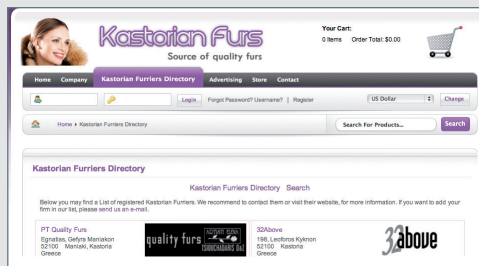 Kastorian Furs
Source of quality furs
Your Cart:
0 Items Order Total: $0.00
Home Company Kastorian Furriers Directory Advertising Store Contact
Login Forgot Password? Username? | Register US Dollar Change
Home Kastorian Furriers Directory Search For Products... Search
Kastorian Furriers Directory
Kastorian Furriers Directory Search
Below you may find a List of registered Kastorian Furriers. We recommend to contact them or visit their website, for more information. If you want to add your
firm in our list, please send us an e-mail.
PT Quality Furs
Egnatias, Gefyra Maniakon
52100 Maniaki, Kastoria
Greece
quality furs
TSIOUCHADARIS
32Above
198, Leoforos Kyknon
52100 Kastoria
Greece
32above